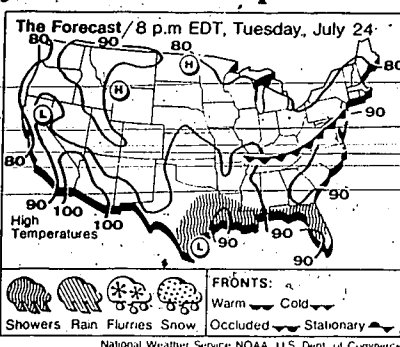 The Forecast/8 p.m EDT, Tuesday, July 24
80
90
80
H
H
80
L
90
80
90
100
100
90
High
Temperatures
L
90
90
90
Showers Rain Flurries Snow
FRONTS:
Warm Cold
Occluded Stationary
National Weather Service NOAA U.S. Dept. of Commerce